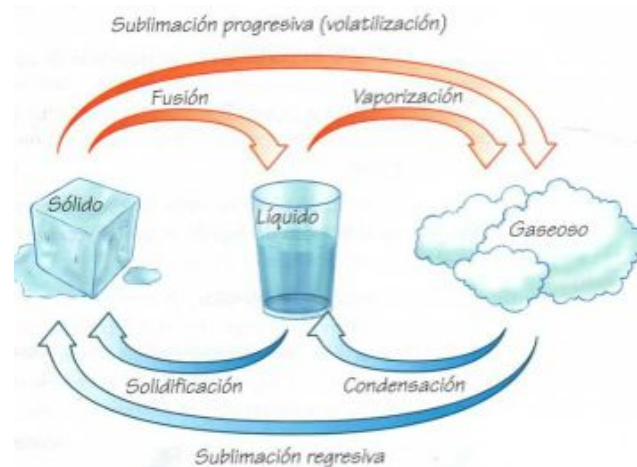 Sublimación progresiva (volatilización)
Fusión
Vaporización
Sólido
Líquido
Gaseoso
Solidificación
Condensación
Sublimación regresiva